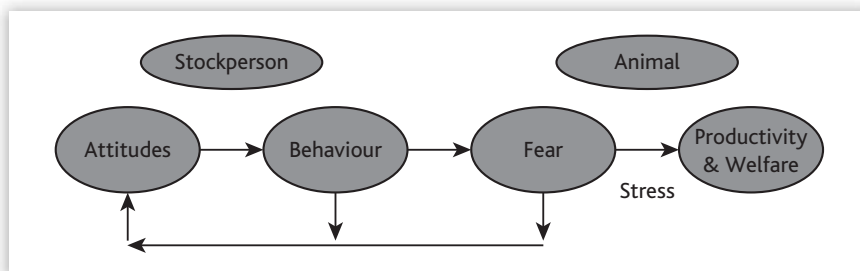 Stockperson
Animal
Attitudes
Behaviour
Fear
Productivity
& Welfare
Stress